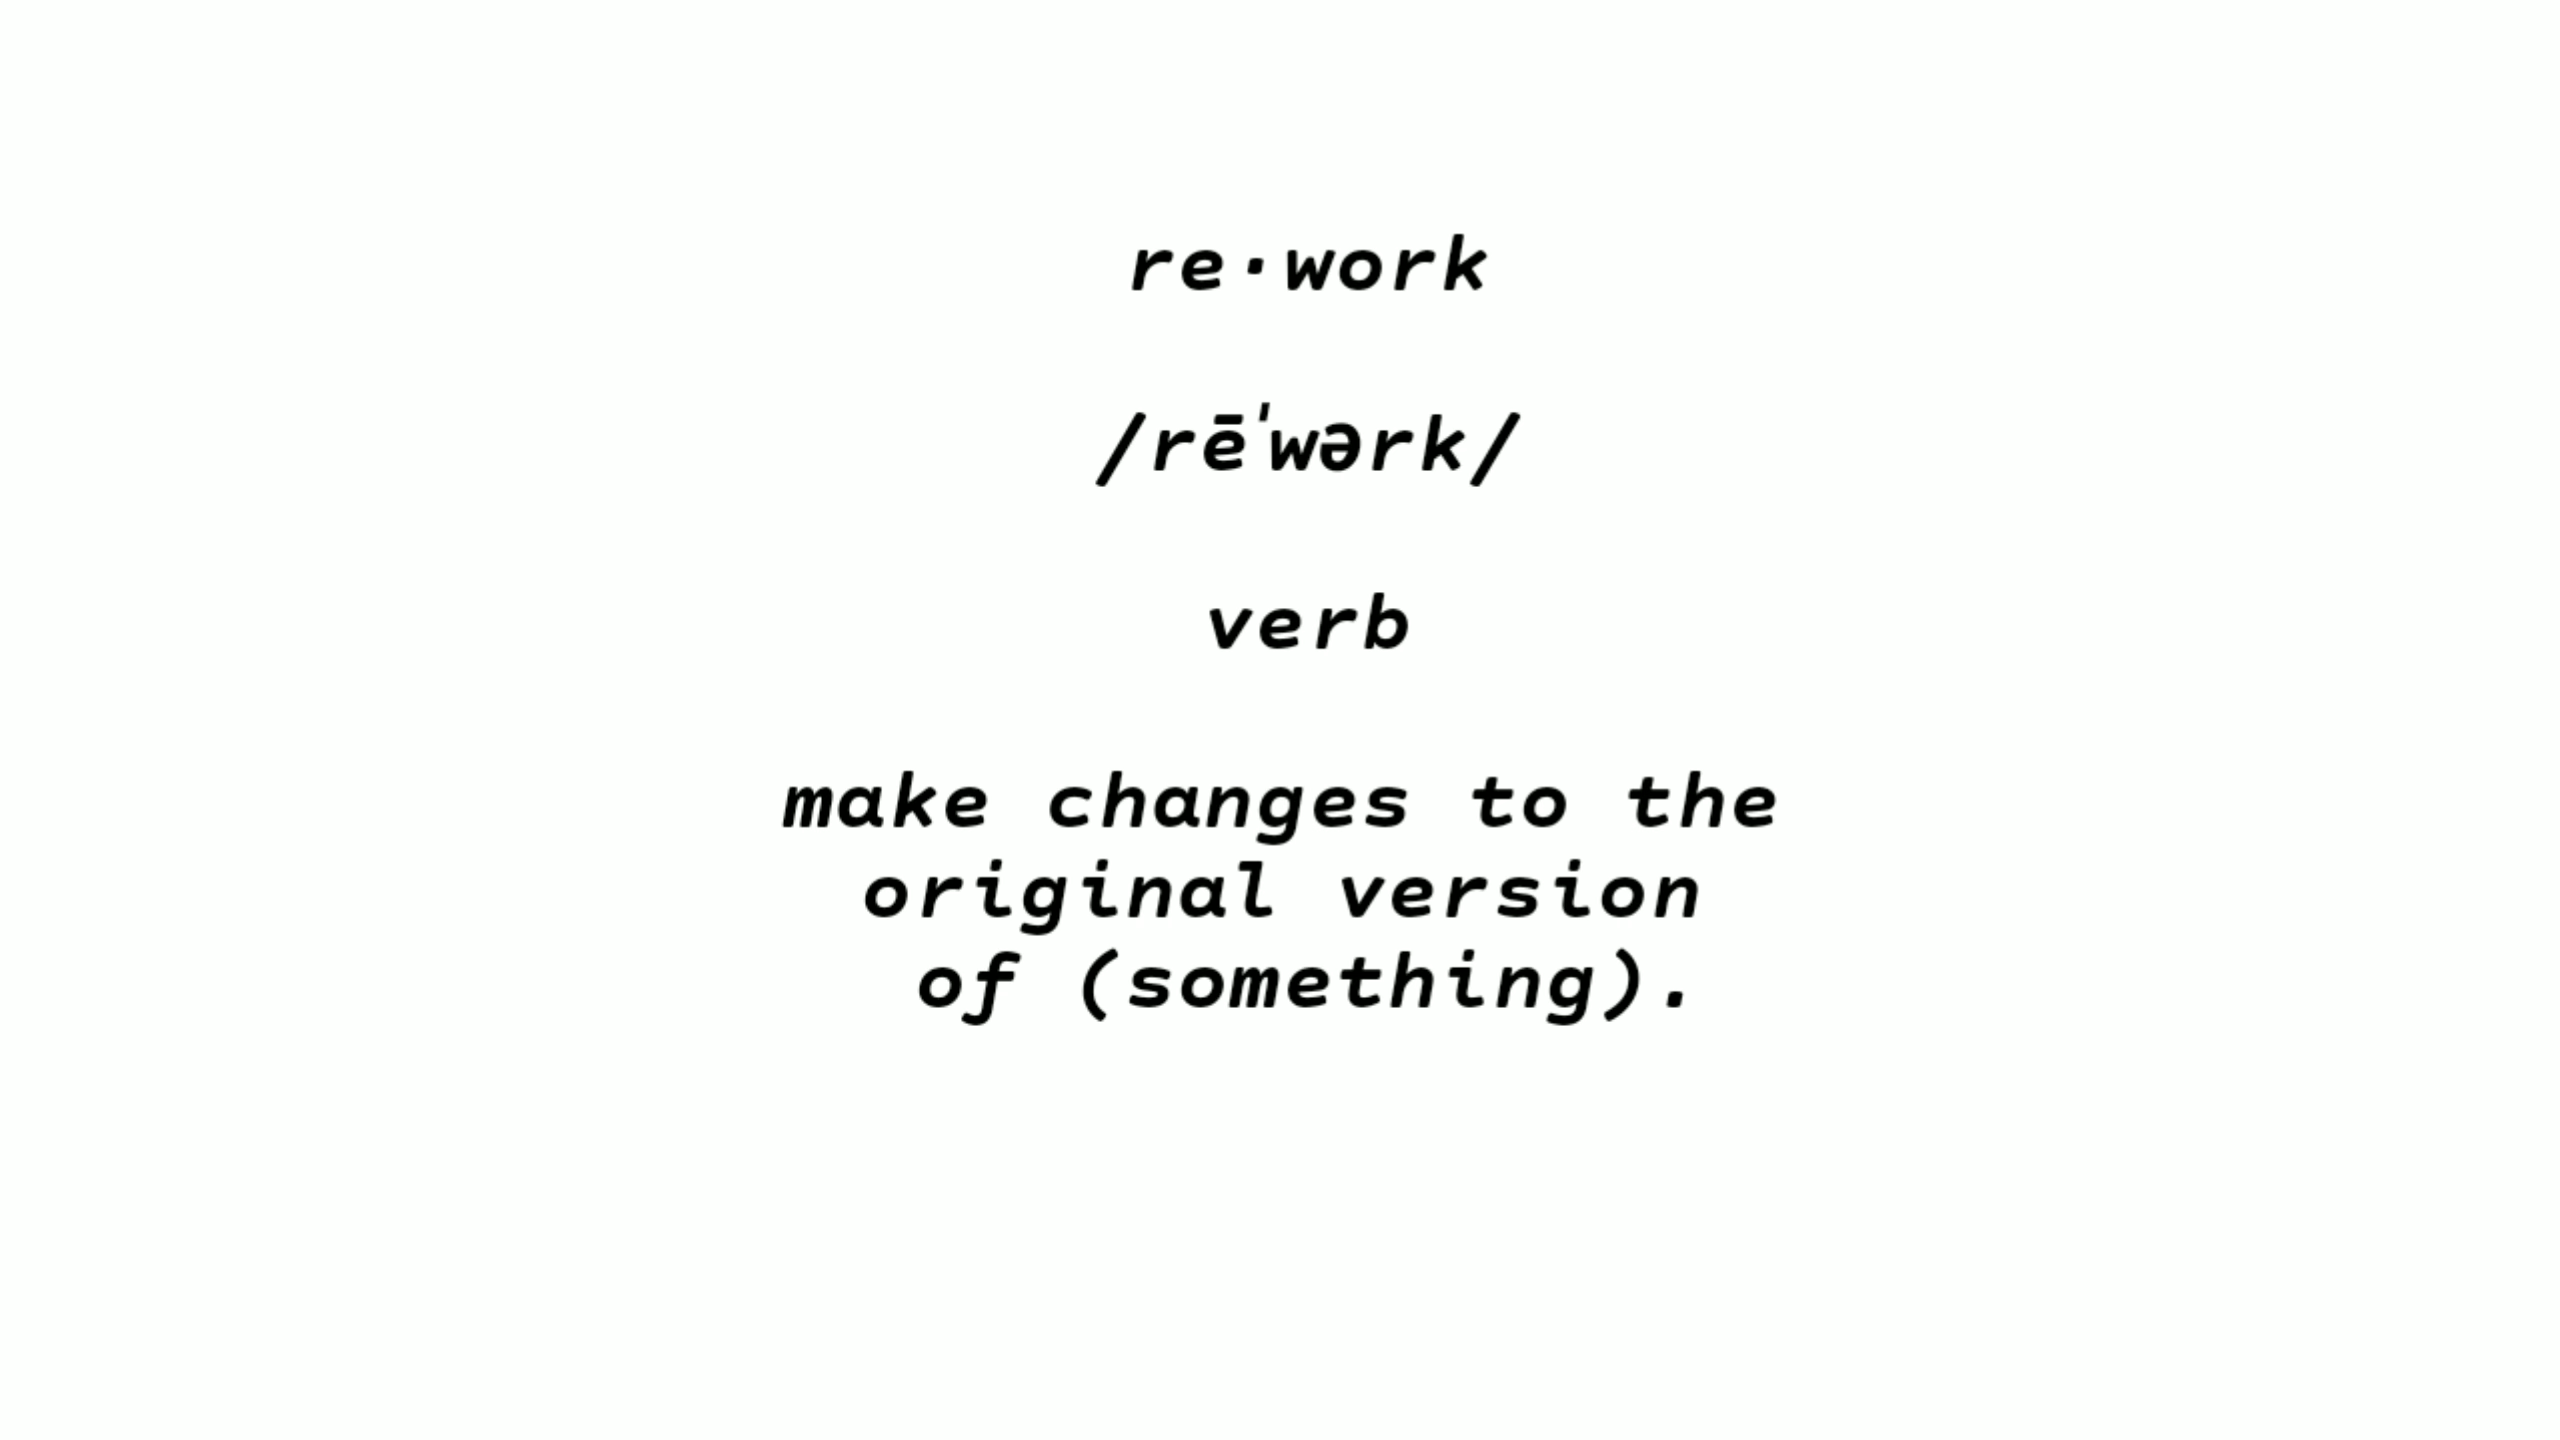 re·work
/rēˈwərk/
verb
make changes to the
original version
of (something).